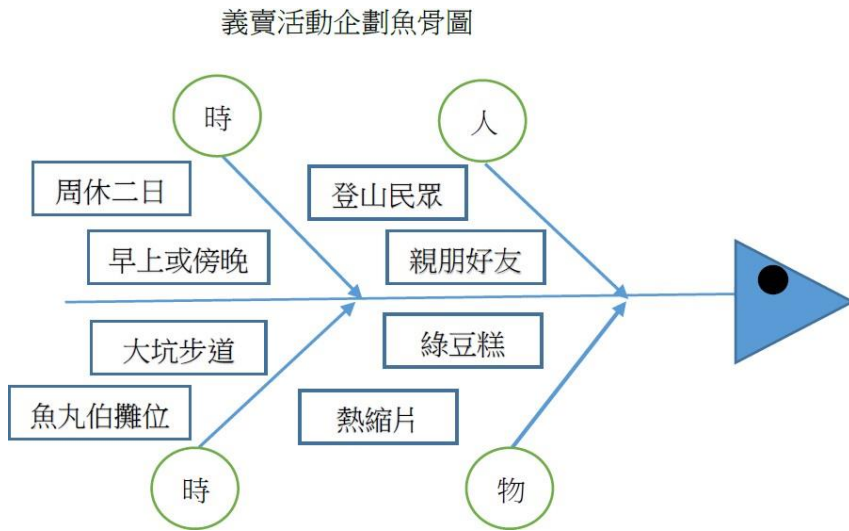 義賣活動企劃魚骨圖
時
人
周休二日
登山民眾
早上或傍晚
親朋好友
大坑步道
綠豆糕
魚丸伯攤位
熱縮片
時
物